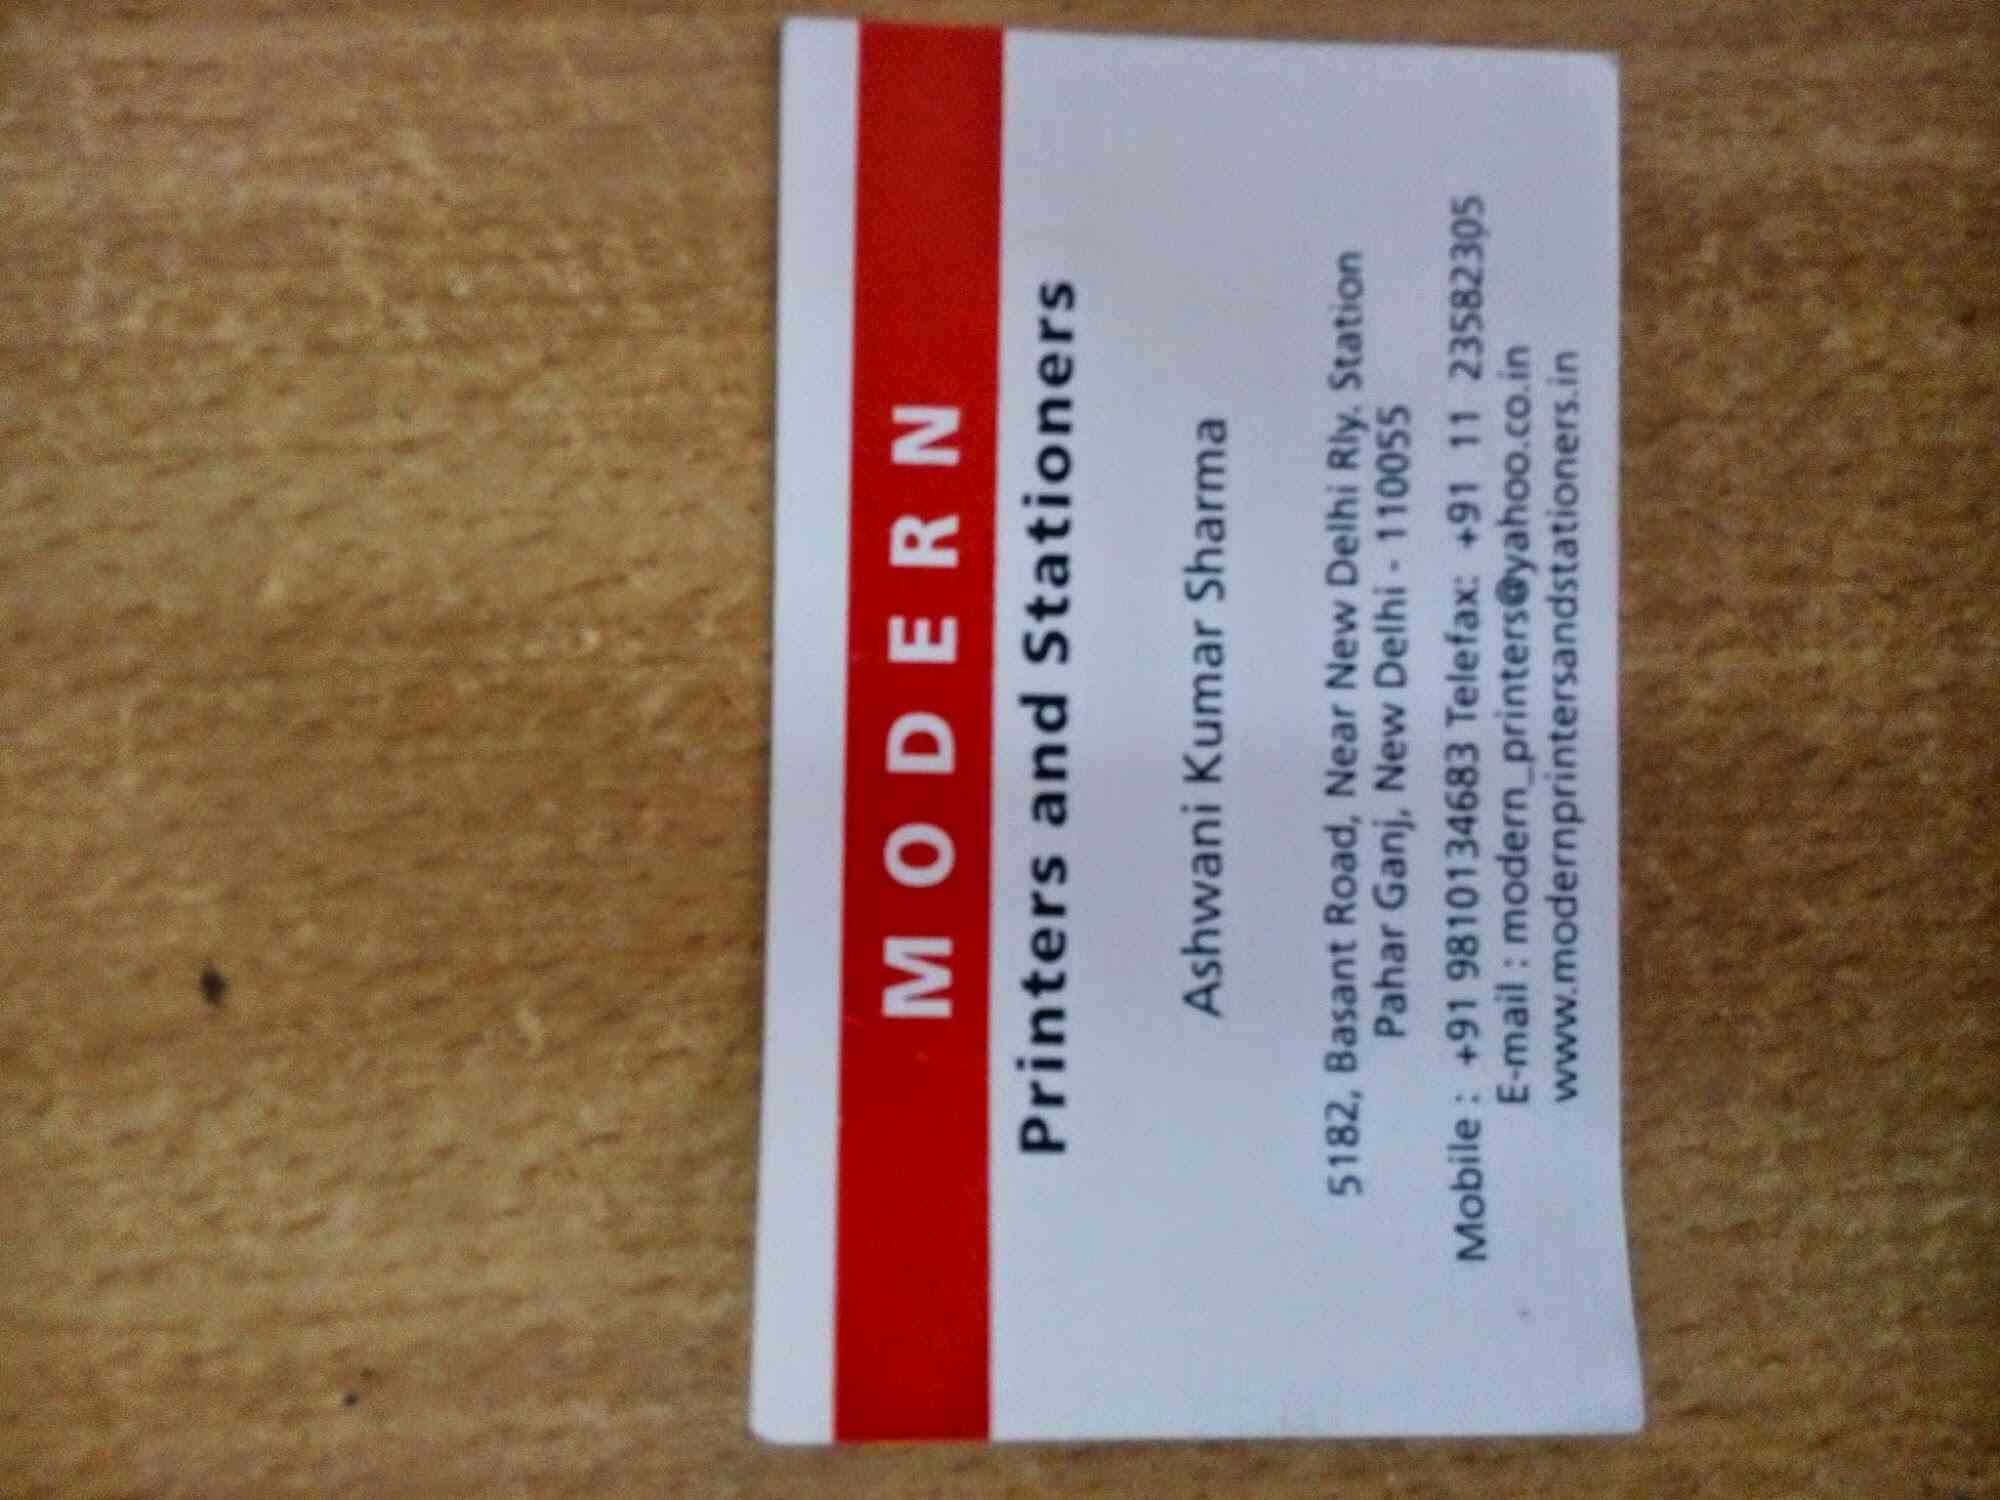 MODERN
Printers and Stationers
Ashwani Kumar Sharma
5182, Basant Road, Near New Delhi Rly. Station
Pahar Ganj, New Delhi - 110055
Mobile : +91 9810134683 Telefax: +91 11 23582305
E-mail : modern_printers@yahoo.co.in
www.modernprintersandstationers.in